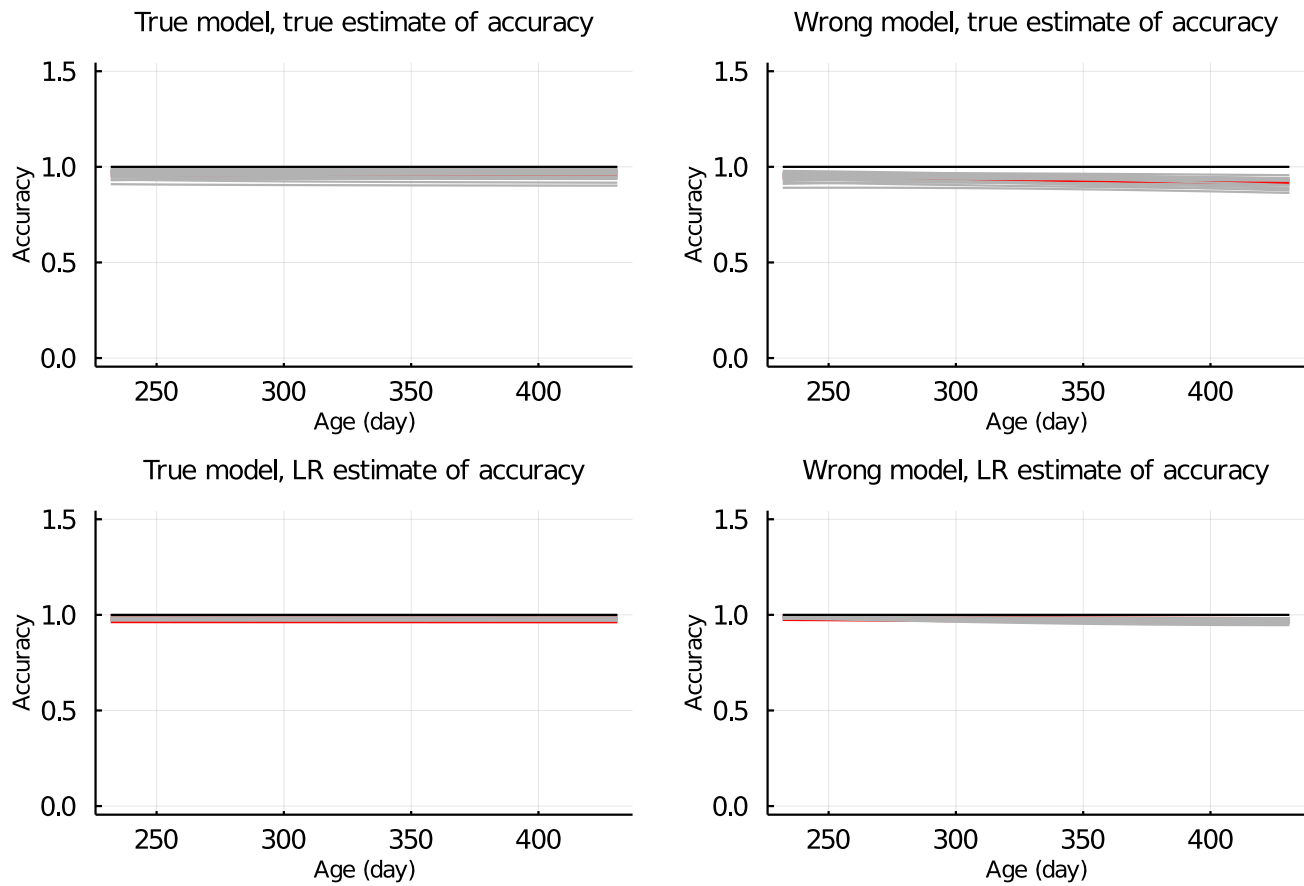 True model, true estimate of accuracy
1.5
1.0
0.5
0.0
Accuracy
250 300 350 400
Age (day)
Wrong model, true estimate of accuracy
1.5
1.0
0.5
0.0
Accuracy
250 300 350 400
Age (day)
True model, LR estimate of accuracy
1.5
1.0
0.5
0.0
Accuracy
250 300 350 400
Age (day)
Wrong model, LR estimate of accuracy
1.5
1.0
0.5
0.0
Accuracy
250 300 350 400
Age (day)